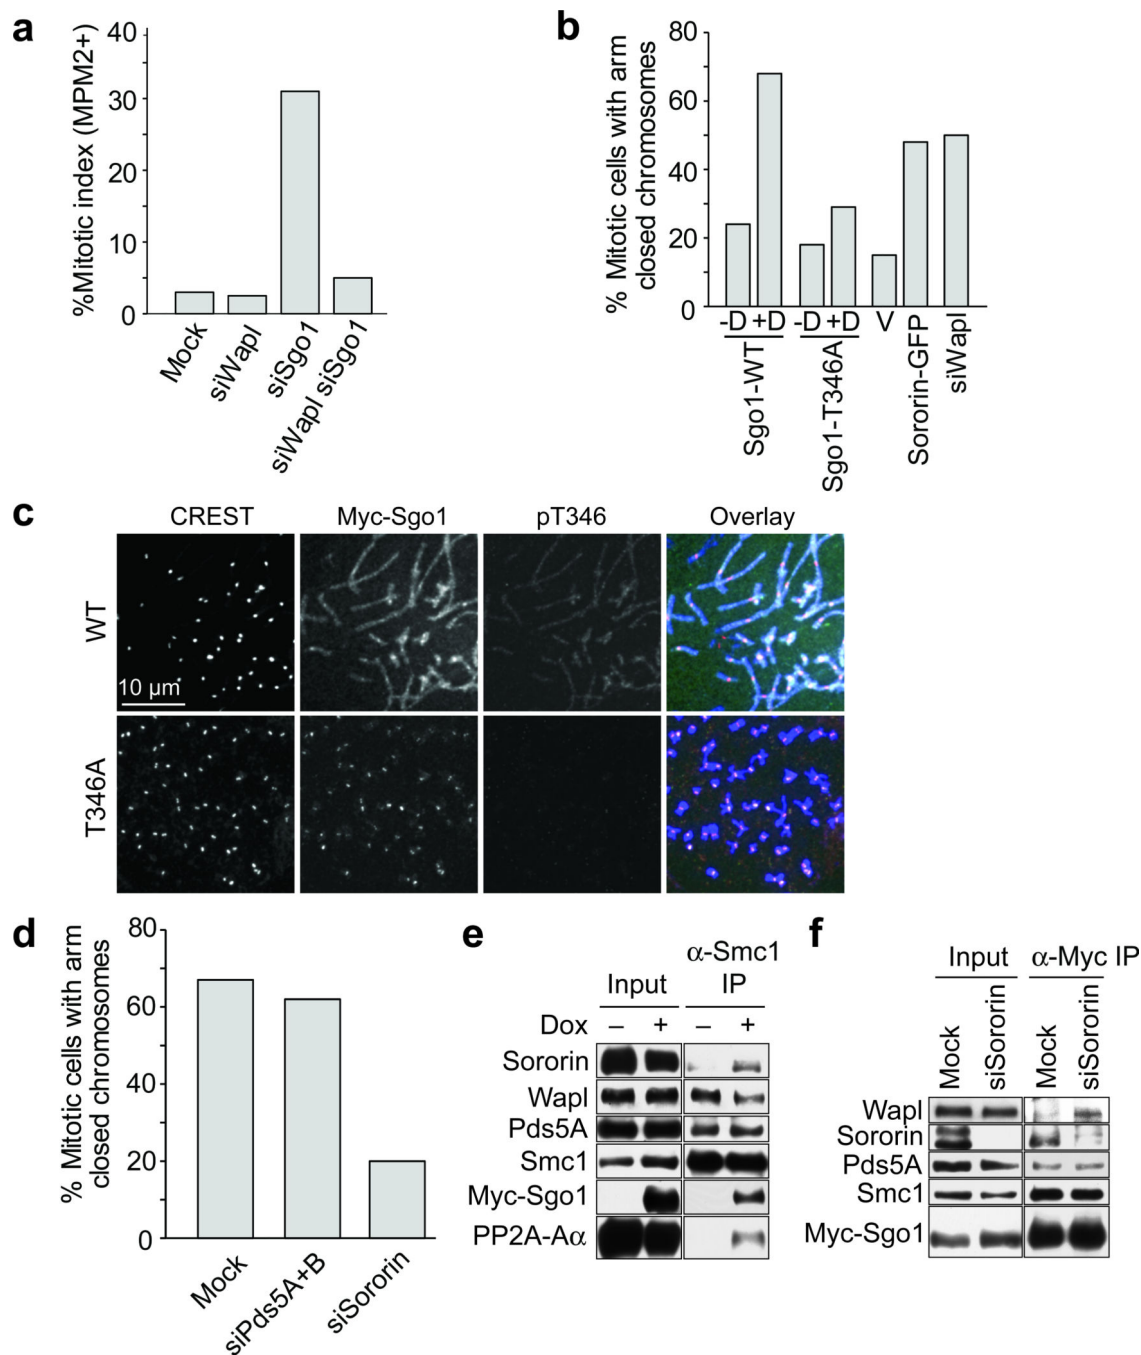 a
%Mitotic index (MPM2+)
40
30
20
10
0
Mock
siWapl
siSgo1
siWapl siSgo1
b
% Mitotic cells with arm
closed chromosomes
80
60
40
20
0
-D +D -D +D V
Sgo1-WT
Sgo1-T346A
Sororin-GFP
siWapl
c
CREST Myc-Sgo1 pT346 Overlay
WT
10 μm
T346A
d
% Mitotic cells with arm
closed chromosomes
80
60
40
20
0
Mock
siPds5A+B
siSororin
e
α-Smc1
Input IP
Dox – + – +
Sororin
Wapl
Pds5A
Smc1
Myc-Sgo1
PP2A-Aα
f
Input α-Myc IP
Mock
siSororin
Mock
siSororin
Wapl
Sororin
Pds5A
Smc1
Myc-Sgo1